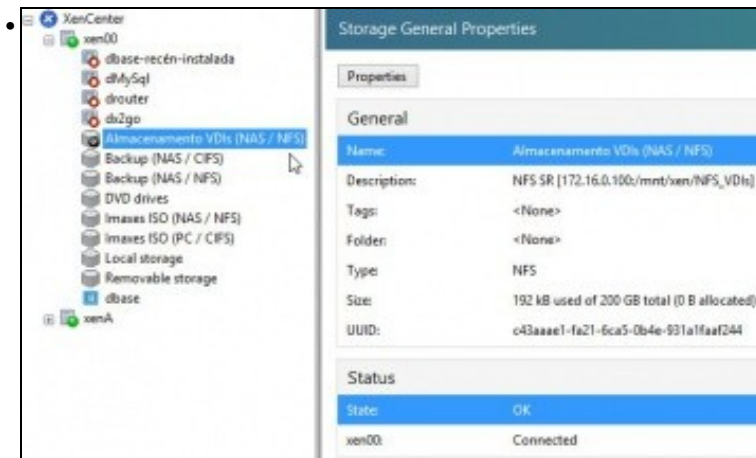 XenCenter
xen00
dbase-recén-instalada
dMySql
drouter
dx2go
Almacenamento VDIs (NAS / NFS)
Backup (NAS / CIFS)
Backup (NAS / NFS)
DVD drives
Imaxes ISO (NAS / NFS)
Imaxes ISO (PC / CIFS)
Local storage
Removable storage
dbase
xenA
Storage General Properties
Properties
General
Name: Almacenamento VDIs (NAS / NFS)
Description: NFS SR [172.16.0.100:/mnt/xen/NFS_VDIs]
Tags: <None>
Folder: <None>
Type: NFS
Size: 192 kB used of 200 GB total (0 B allocated)
UUID: c43aaae1-fa21-6ca5-0b4e-931a1faaf244
Status
State: OK
xen00: Connected